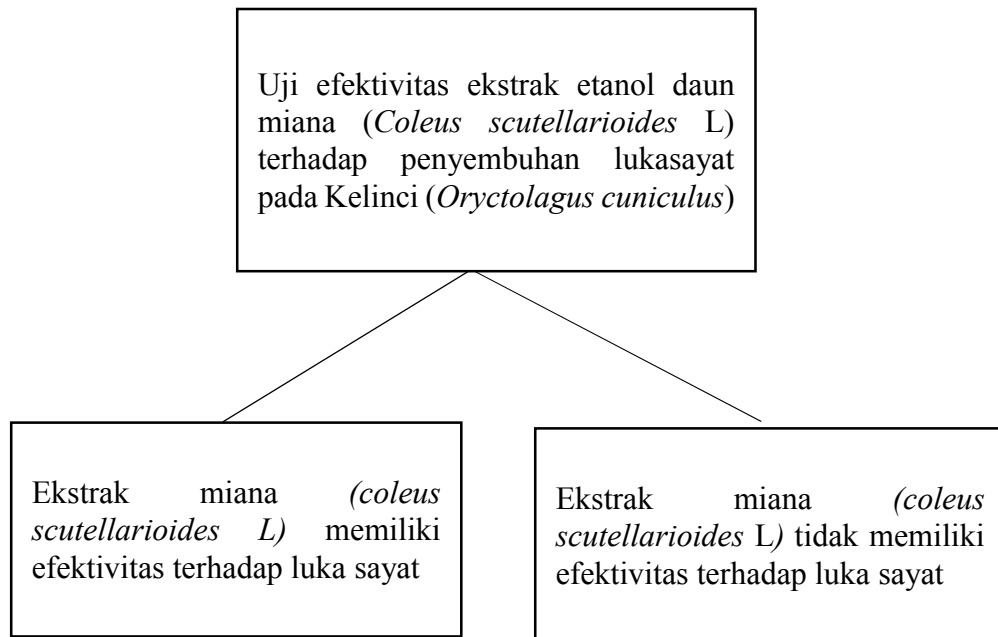 Uji efektivitas ekstrak etanol daun
miana (Coleus scutellarioides L)
terhadap penyembuhan lukasayat
pada Kelinci (Oryctolagus cuniculus)
Ekstrak miana (coleus
scutellarioides L) memiliki
efektivitas terhadap luka sayat
Ekstrak miana (coleus
scutellarioides L) tidak memiliki
efektivitas terhadap luka sayat